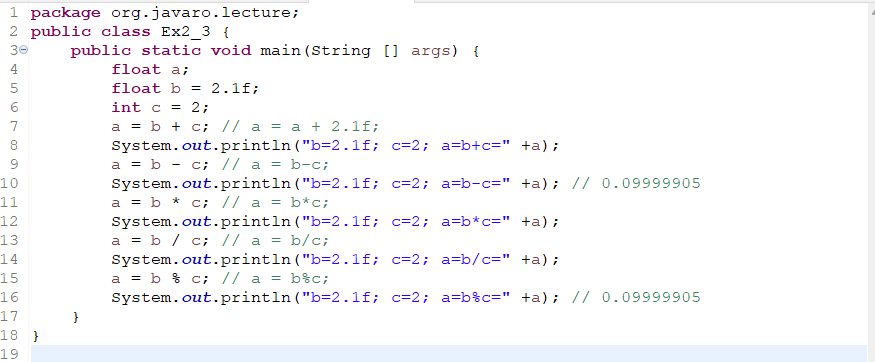 1 package org.javaro.lecture;
2 public class Ex2_3 {
3 public static void main(String [] args) {
4 float a;
5 float b = 2.1f;
6 int c = 2;
7 a = b + c; // a = a + 2.1f;
8 System.out.println("b=2.1f; c=2; a=b+c=" +a);
9 a = b - c; // a = b-c;
10 System.out.println("b=2.1f; c=2; a=b-c=" +a); // 0.09999905
11 a = b * c; // a = b*c;
12 System.out.println("b=2.1f; c=2; a=b*c=" +a);
13 a = b / c; // a = b/c;
14 System.out.println("b=2.1f; c=2; a=b/c=" +a);
15 a = b % c; // a = b%c;
16 System.out.println("b=2.1f; c=2; a=b%c=" +a); // 0.09999905
17 }
18 }
19